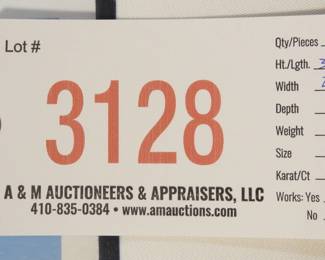 Lot #
3128
A & M AUCTIONEERS & APPRAISERS, LLC
410-835-0384 • www.amauctions.com
Qty/Pieces
Ht./Lgth.
Width
Depth
Weight
Size
Karat/Ct
Works: Yes
No